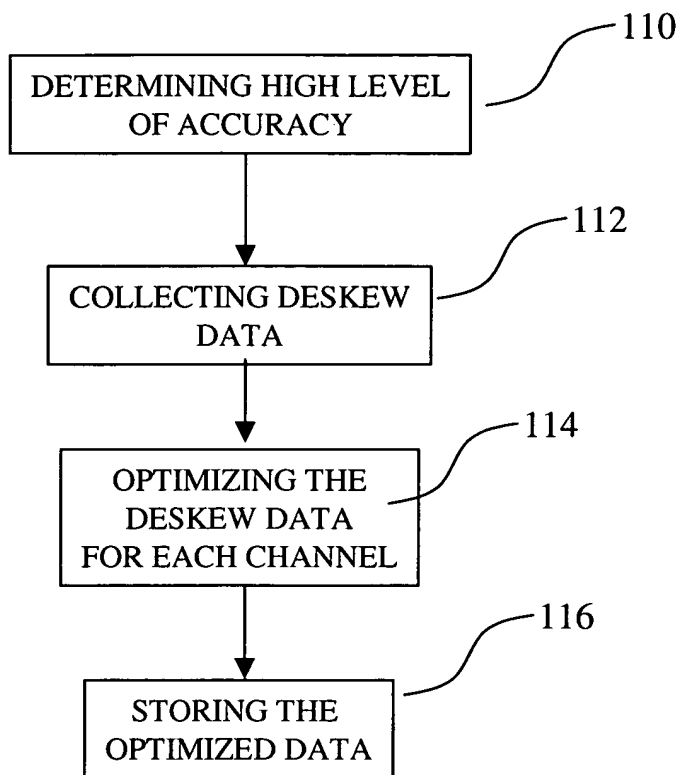 110
DETERMINING HIGH LEVEL
OF ACCURACY
112
COLLECTING DESKEW
DATA
114
OPTIMIZING THE
DESKEW DATA
FOR EACH CHANNEL
116
STORING THE
OPTIMIZED DATA